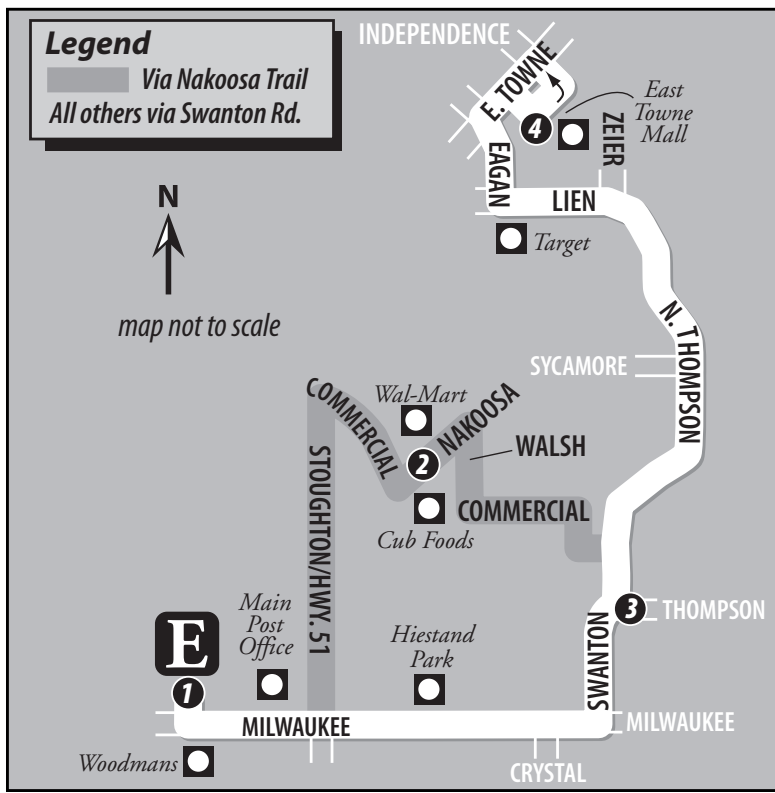 Legend
Via Nakoosa Trail
All others via Swanton Rd.
INDEPENDENCE
E. TOWNE
East
Towne
Mall
4
ZEIER
EAGAN
LIEN
Target
N
map not to scale
N. THOMPSON
SYCAMORE
COMMERCIAL
Wal-Mart
NAKOOSA
WALSH
2
STOUGHTON/HWY. 51
COMMERCIAL
Cub Foods
3
THOMPSON
SWANTON
Main
Post
Office
Hiestand
Park
E
1
MILWAUKEE
MILWAUKEE
Woodmans
CRYSTAL